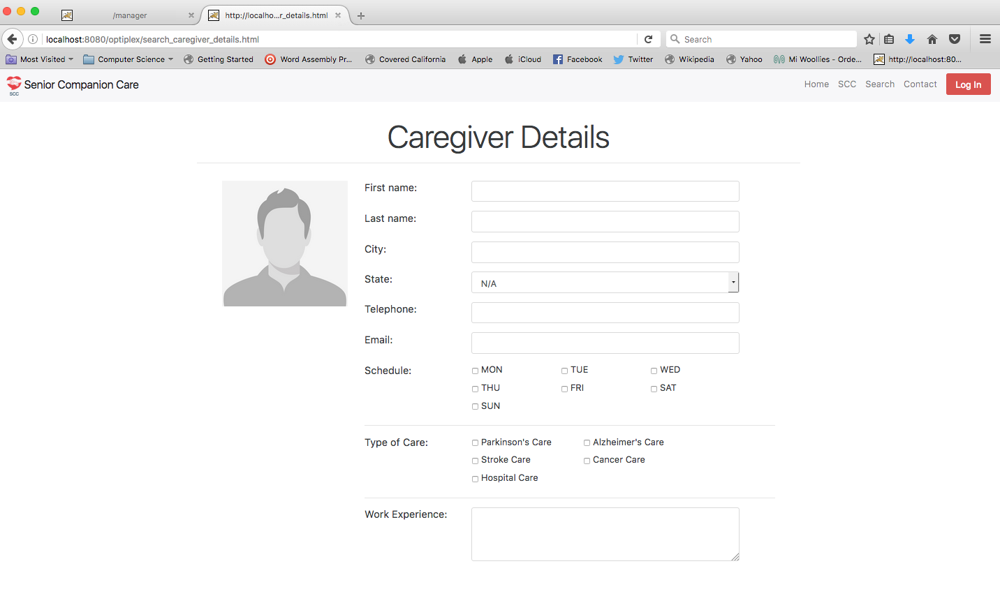 /manager
http://localho...r_details.html
localhost:8080/optiplex/search_caregiver_details.html
Search
Most Visited
Computer Science
Getting Started
Word Assembly Pr...
Covered California
Apple
iCloud
Facebook
Twitter
Wikipedia
Yahoo
Mi Woollies - Orde...
http://localhost:80...
SCC
Senior Companion Care
Home SCC Search Contact Log In
Caregiver Details
First name:
Last name:
City:
State: N/A
Telephone:
Email:
Schedule: MON TUE WED
THU FRI SAT
SUN
Type of Care: Parkinson's Care Alzheimer's Care
Stroke Care Cancer Care
Hospital Care
Work Experience: